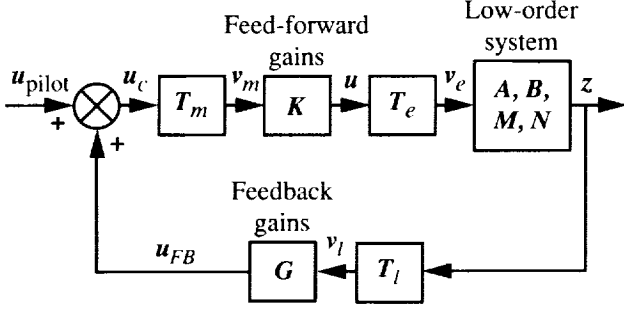 Feed-forward gains
Low-order system
u_pilot
u_c
T_m
v_m
K
u
T_e
v_e
A, B,
M, N
z
+
+
Feedback gains
u_FB
G
v_l
T_l